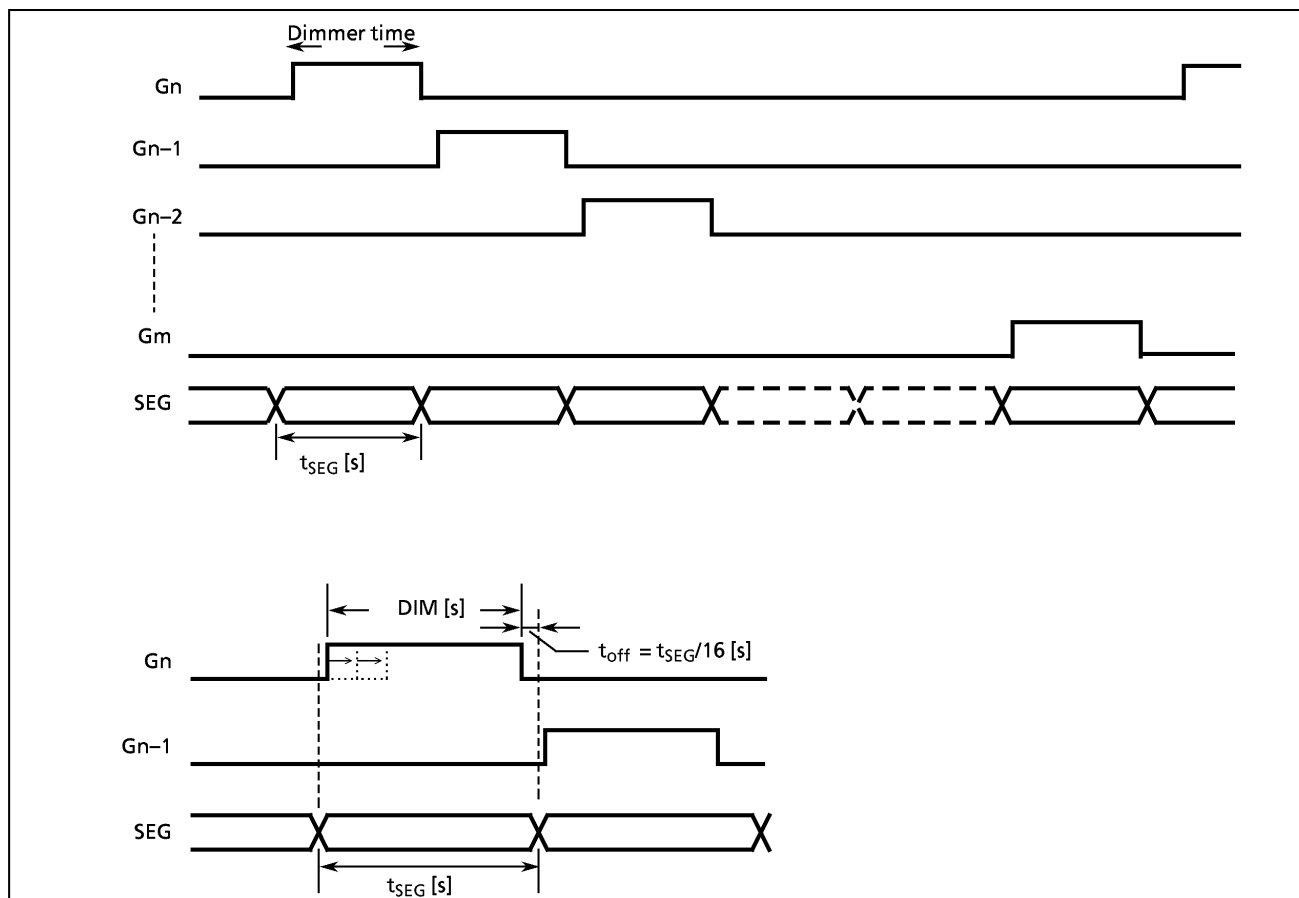 Dimmer time
Gn
Gn–1
Gn–2
Gm
SEG
tSEG [s]
DIM [s]
toff = tSEG/16 [s]
Gn
Gn–1
SEG
tSEG [s]